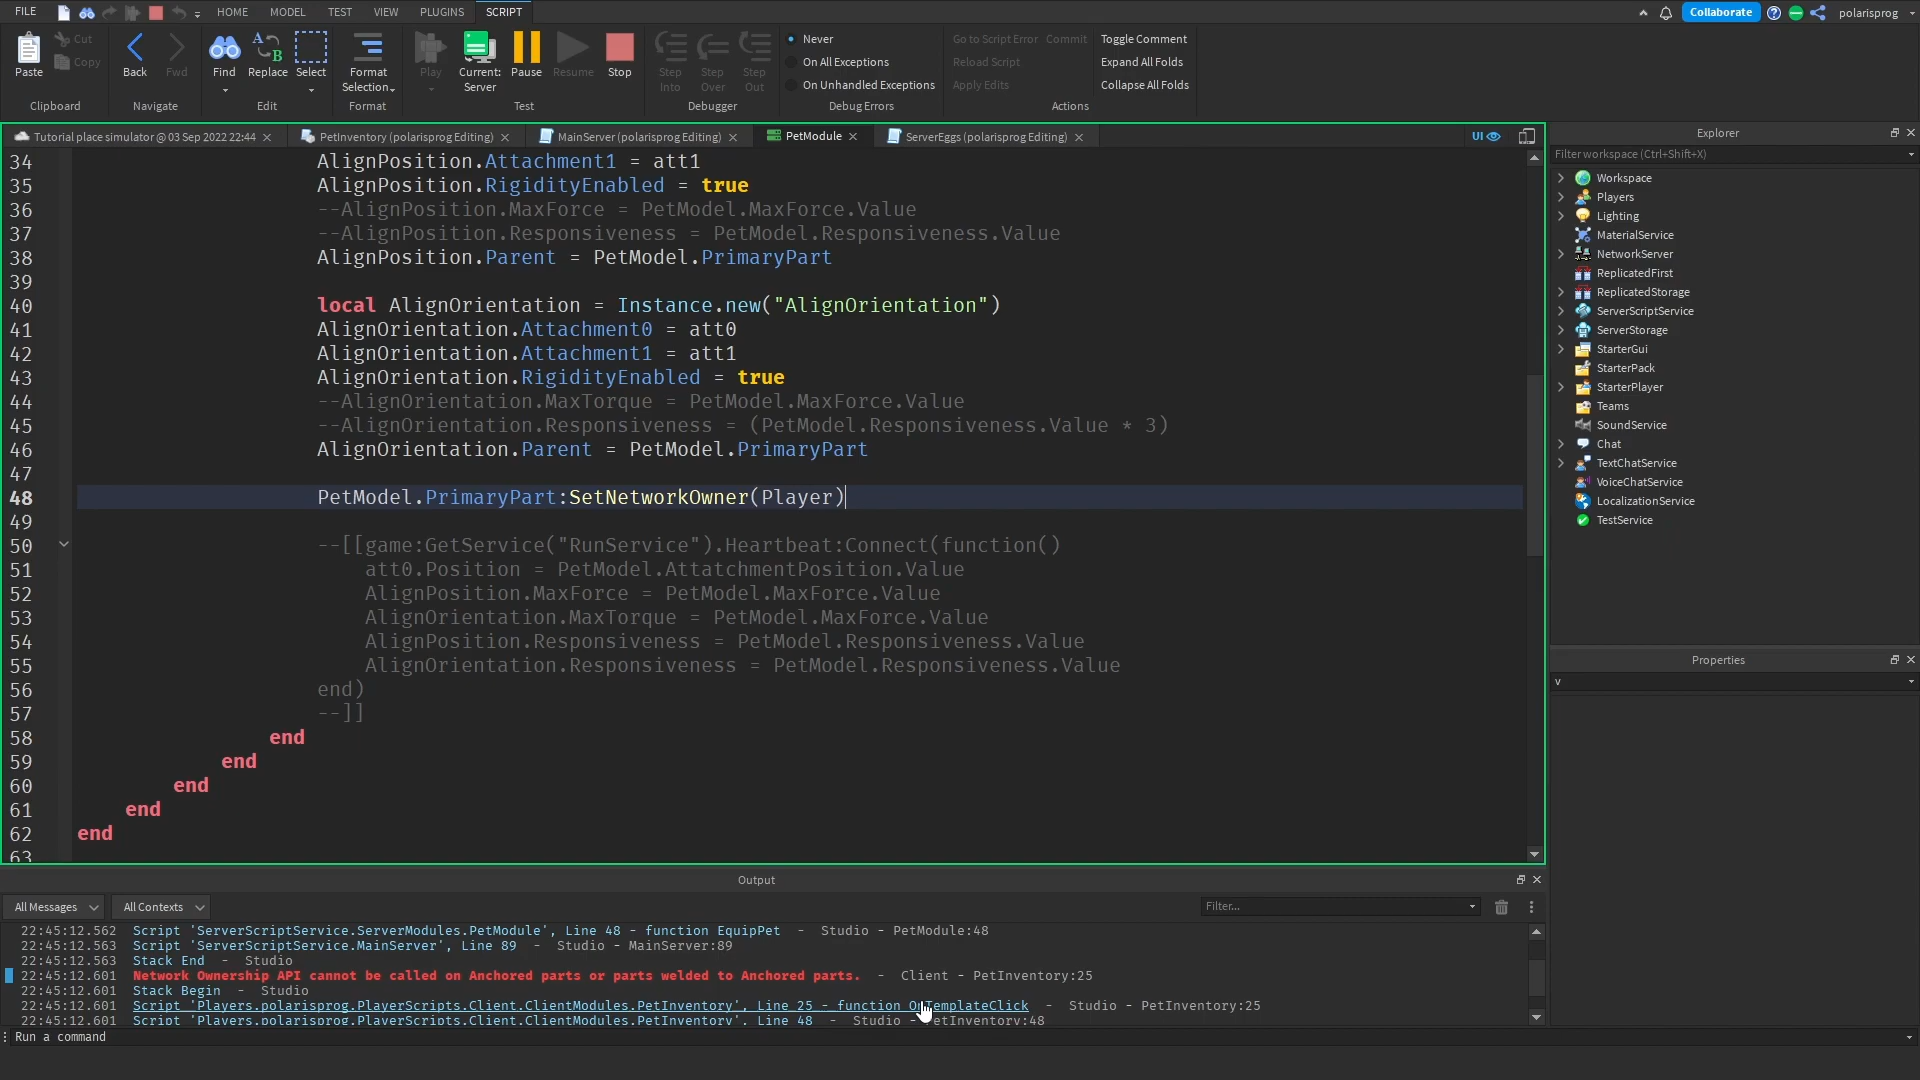 FILE HOME MODEL TEST VIEW PLUGINS SCRIPT Collaborate polarisprog
Paste Cut Copy Back Fwd Find Replace Select Format Selection Play Current: Server Pause Resume Stop Step Into Step Over Step Out
Never Go to Script Error Commit Toggle Comment
On All Exceptions Reload Script Expand All Folds
On Unhandled Exceptions Apply Edits Collapse All Folds
Clipboard Navigate Edit Format Test Debugger Debug Errors Actions
Tutorial place simulator @ 03 Sep 2022 22:44 PetInventory (polarisprog Editing) MainServer (polarisprog Editing) PetModule ServerEggs (polarisprog Editing) UI
34 AlignPosition.Attachment1 = att1
35 AlignPosition.RigidityEnabled = true
36 --AlignPosition.MaxForce = PetModel.MaxForce.Value
37 --AlignPosition.Responsiveness = PetModel.Responsiveness.Value
38 AlignPosition.Parent = PetModel.PrimaryPart
39
40 local AlignOrientation = Instance.new("AlignOrientation")
41 AlignOrientation.Attachment0 = att0
42 AlignOrientation.Attachment1 = att1
43 AlignOrientation.RigidityEnabled = true
44 --AlignOrientation.MaxTorque = PetModel.MaxForce.Value
45 --AlignOrientation.Responsiveness = (PetModel.Responsiveness.Value * 3)
46 AlignOrientation.Parent = PetModel.PrimaryPart
47
48 PetModel.PrimaryPart:SetNetworkOwner(Player)
49
50 --[[game:GetService("RunService").Heartbeat:Connect(function()
51 att0.Position = PetModel.AttatchmentPosition.Value
52 AlignPosition.MaxForce = PetModel.MaxForce.Value
53 AlignOrientation.MaxTorque = PetModel.MaxForce.Value
54 AlignPosition.Responsiveness = PetModel.Responsiveness.Value
55 AlignOrientation.Responsiveness = PetModel.Responsiveness.Value
56 end)
57 --]]
58 end
59 end
60 end
61 end
62 end
63
Explorer
Filter workspace (Ctrl+Shift+X)
Workspace
Players
Lighting
MaterialService
NetworkServer
ReplicatedFirst
ReplicatedStorage
ServerScriptService
ServerStorage
StarterGui
StarterPack
StarterPlayer
Teams
SoundService
Chat
TextChatService
VoiceChatService
LocalizationService
TestService
Properties
v
Output
All Messages All Contexts Filter...
22:45:12.562 Script 'ServerScriptService.ServerModules.PetModule', Line 48 - function EquipPet - Studio - PetModule:48
22:45:12.563 Script 'ServerScriptService.MainServer', Line 89 - Studio - MainServer:89
22:45:12.563 Stack End - Studio
22:45:12.601 Network Ownership API cannot be called on Anchored parts or parts welded to Anchored parts. - Client - PetInventory:25
22:45:12.601 Stack Begin - Studio
22:45:12.601 Script 'Players.polarisprog.PlayerScripts.Client.ClientModules.PetInventory', Line 25 - function OnTemplateClick - Studio - PetInventory:25
22:45:12.601 Script 'Players.polarisprog.PlayerScripts.Client.ClientModules.PetInventory', Line 48 - Studio - PetInventory:48
Run a command